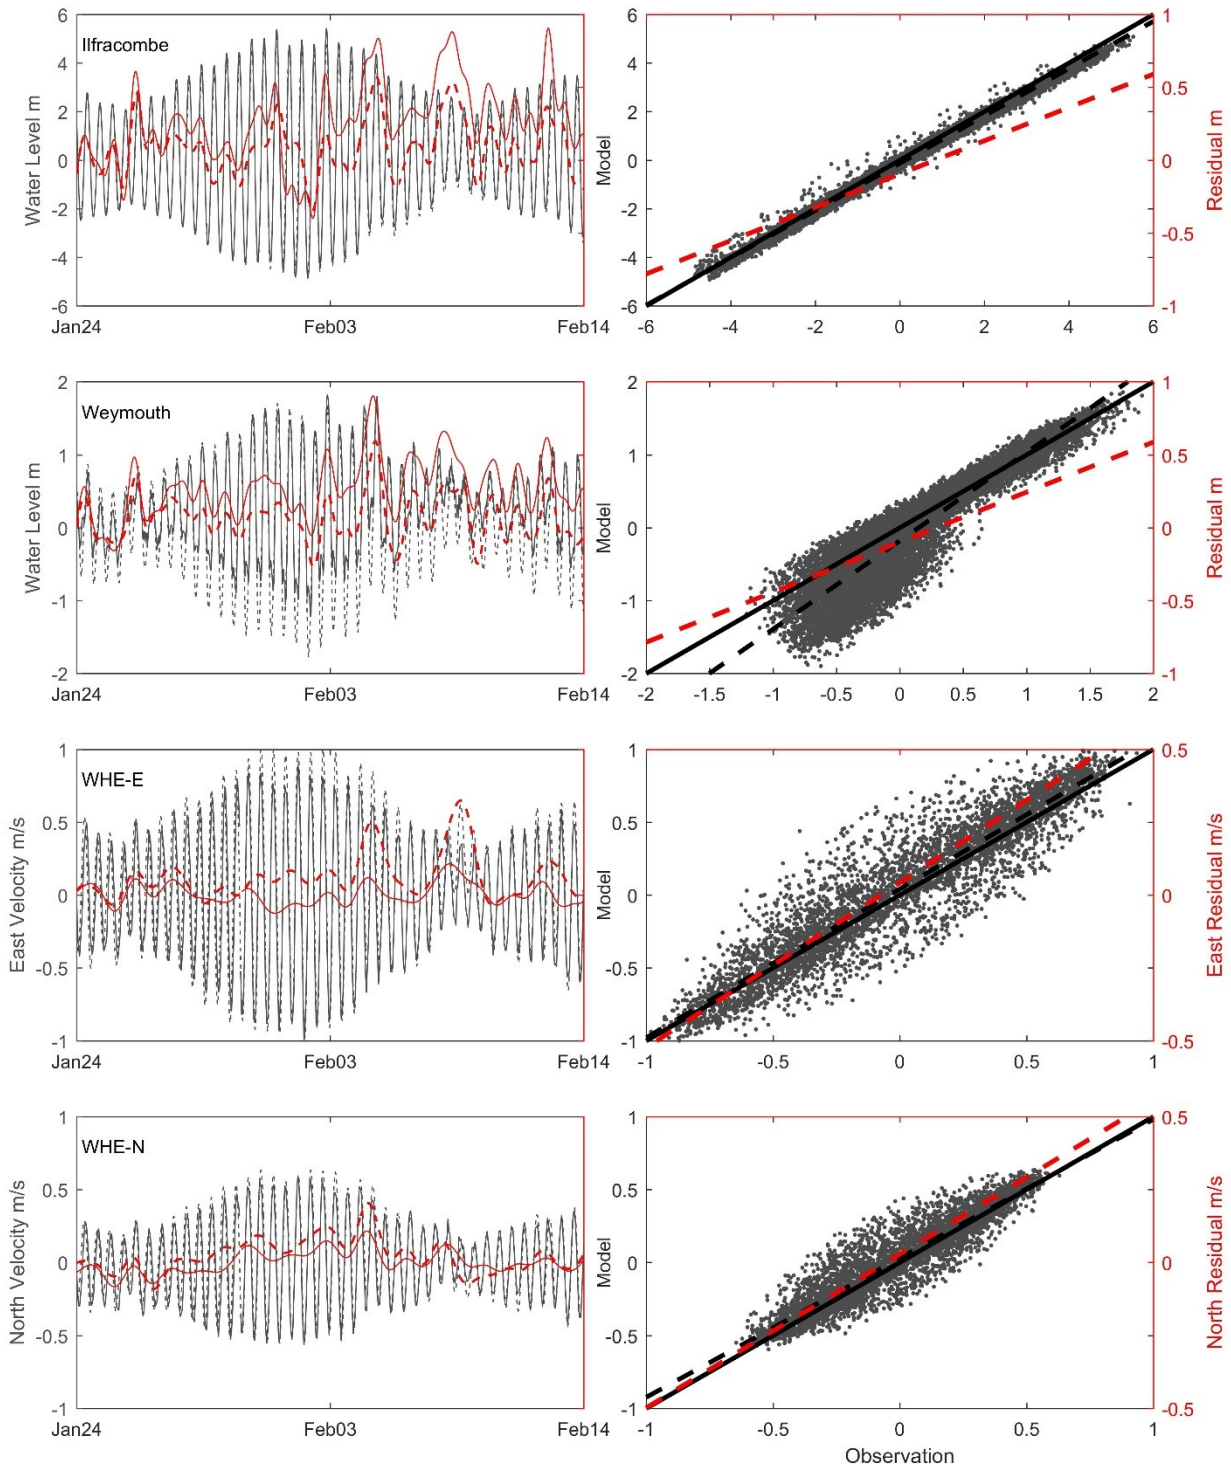 Ilfracombe
Water Level m
6
4
2
0
-2
-4
-6
Jan24 Feb03 Feb14
Model
6
4
2
0
-2
-4
-6
-6 -4 -2 0 2 4 6
1
0.5
0
-0.5
-1
Residual m
Weymouth
Water Level m
2
1
0
-1
-2
Jan24 Feb03 Feb14
Model
2
1
0
-1
-2
-2 -1.5 -1 -0.5 0 0.5 1 1.5 2
1
0.5
0
-0.5
-1
Residual m
WHE-E
East Velocity m/s
1
0.5
0
-0.5
-1
Jan24 Feb03 Feb14
Model
1
0.5
0
-0.5
-1
-1 -0.5 0 0.5 1
0.5
0
-0.5
East Residual m/s
WHE-N
North Velocity m/s
1
0.5
0
-0.5
-1
Jan24 Feb03 Feb14
Model
1
0.5
0
-0.5
-1
-1 -0.5 0 0.5 1
Observation
0.5
0
-0.5
North Residual m/s